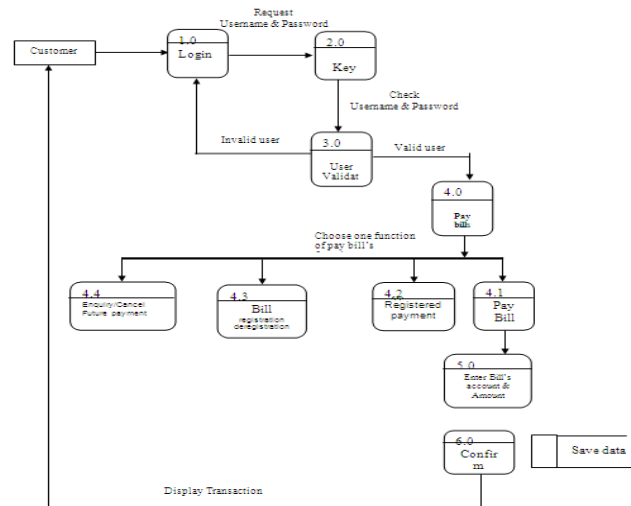 Request
Username & Password
Customer
1.0
Login
2.0
Key
Check
Username & Password
Invalid user
3.0
User
Validat
Valid user
4.0
Pay
bills
Choose one function
of pay bill's
4.4
Enquiry/Cancel
Future payment
4.3
Bill
registration
deregistration
4.2
Registered
payment
4.1
Pay
Bill
5.0
Enter Bill's
account &
Amount
6.0
Confir
m
Save data
Display Transaction